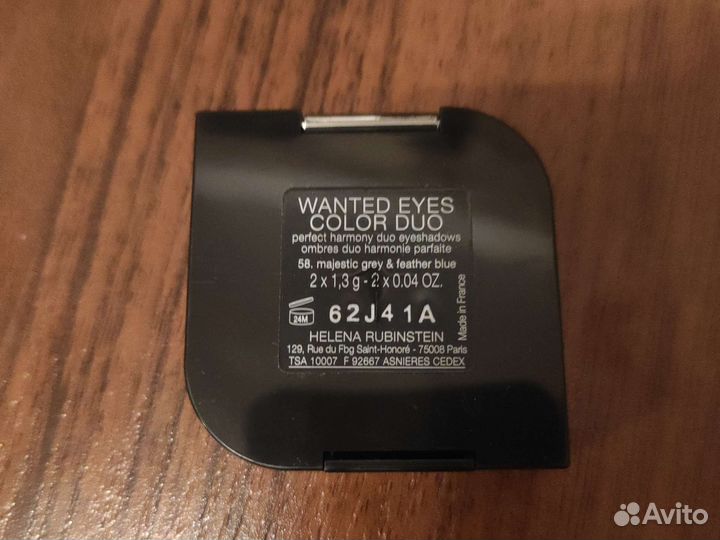 WANTED EYES
COLOR DUO
perfect harmony duo eyeshadows
ombres duo harmonie parfaite
58. majestic grey & feather blue
2 x 1,3 g - 2 x 0.04 OZ.
24M
62J41A
Made in France
HELENA RUBINSTEIN
129, Rue du Fbg Saint-Honoré - 75008 Paris
TSA 10007 F 92667 ASNIERES CEDEX
Avito